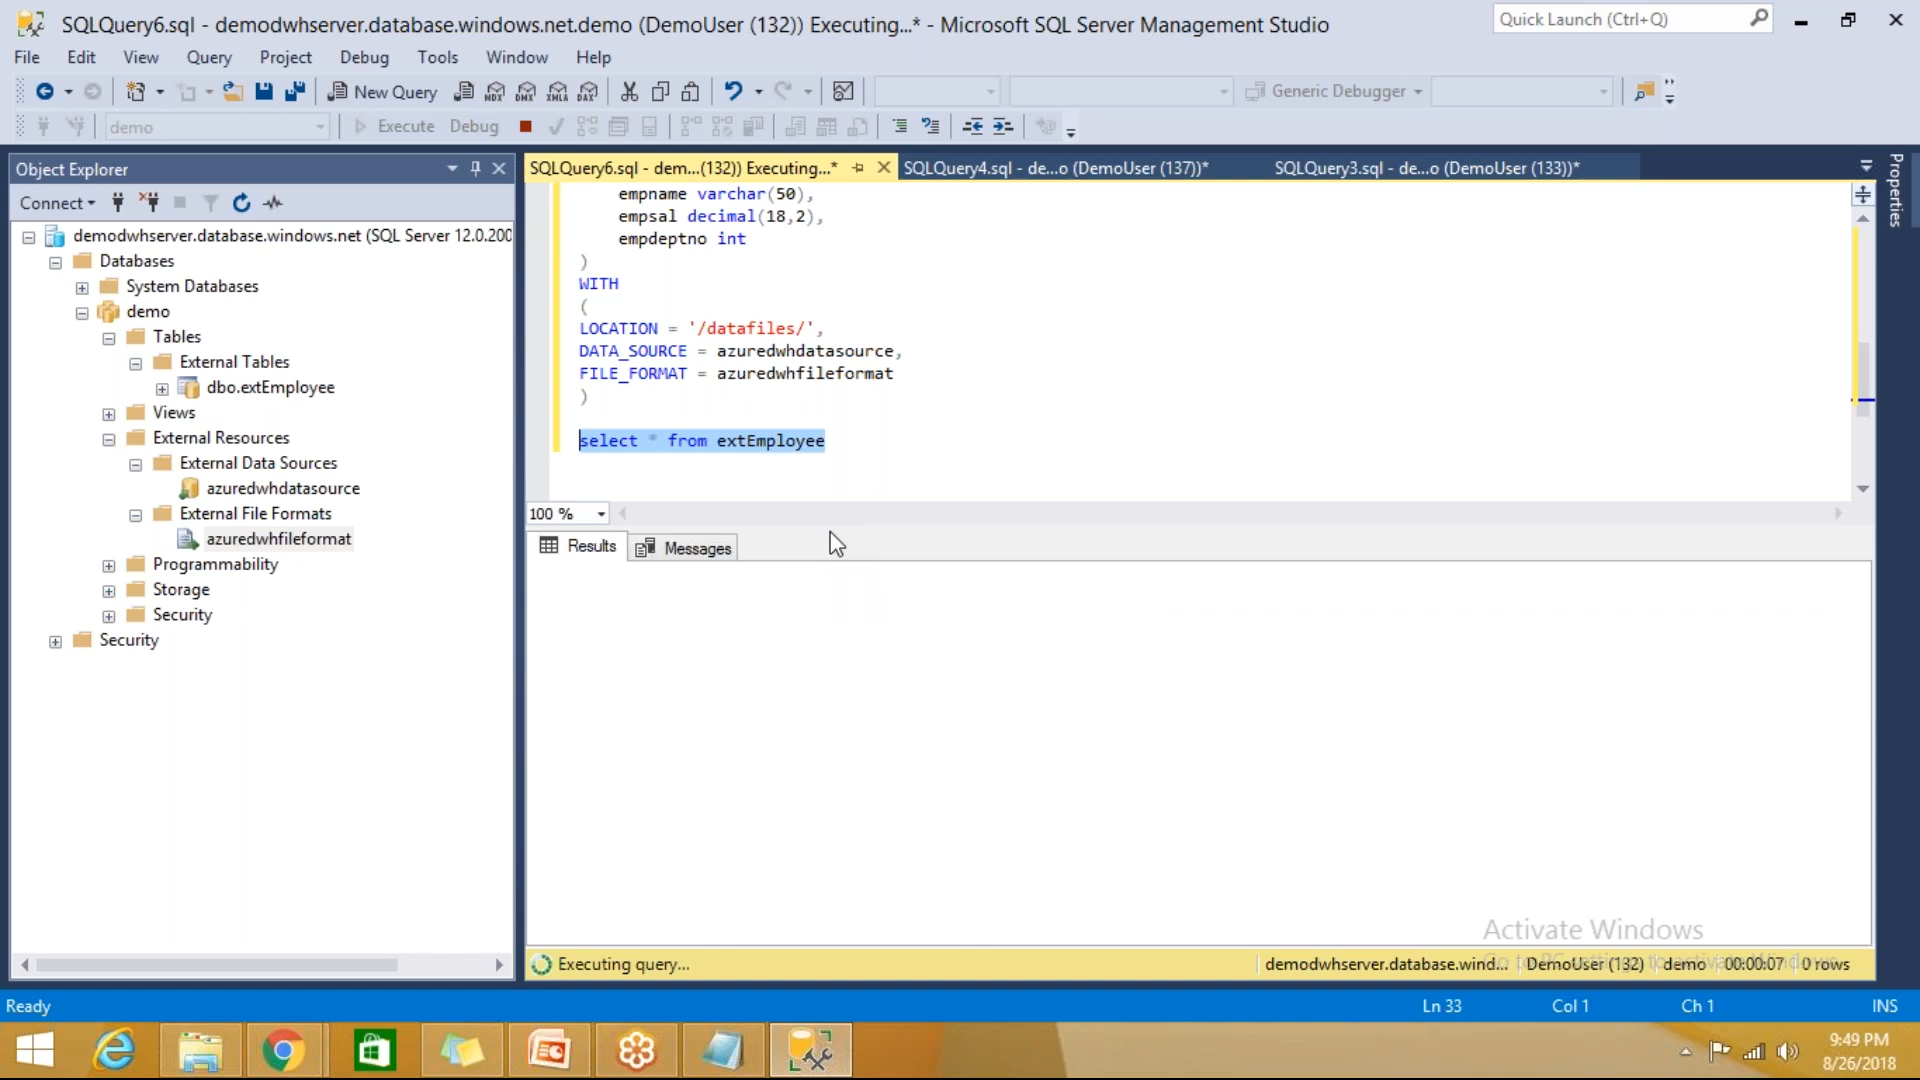 SQLQuery6.sql - demodwhserver.database.windows.net.demo (DemoUser (132)) Executing...* - Microsoft SQL Server Management Studio
Quick Launch (Ctrl+Q)
File Edit View Query Project Debug Tools Window Help
New Query MDX DMX XMLA DAX Generic Debugger
demo Execute Debug
Object Explorer
Connect
demodwhserver.database.windows.net (SQL Server 12.0.200
Databases
System Databases
demo
Tables
External Tables
dbo.extEmployee
Views
External Resources
External Data Sources
azuredwhdatasource
External File Formats
azuredwhfileformat
Programmability
Storage
Security
Security
SQLQuery6.sql - dem...(132)) Executing...*
SQLQuery4.sql - de...o (DemoUser (137))*
SQLQuery3.sql - de...o (DemoUser (133))*
Properties
empname varchar(50),
empsal decimal(18,2),
empdeptno int
)
WITH
(
LOCATION = '/datafiles/',
DATA_SOURCE = azuredwhdatasource,
FILE_FORMAT = azuredwhfileformat
)
select * from extEmployee
100 %
Results Messages
Activate Windows
Executing query... demodwhserver.database.wind... DemoUser (132) demo 00:00:07 0 rows
Ready Ln 33 Col 1 Ch 1 INS
9:49 PM
8/26/2018